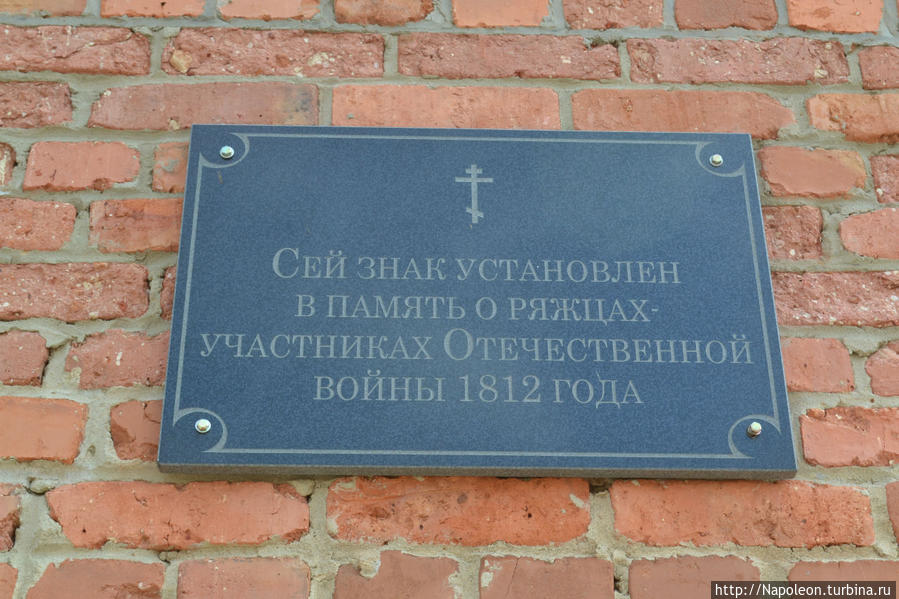 Сей знак установлен
в память о ряжцах-
участниках Отечественной
войны 1812 года
http://Napoleon.turbina.ru